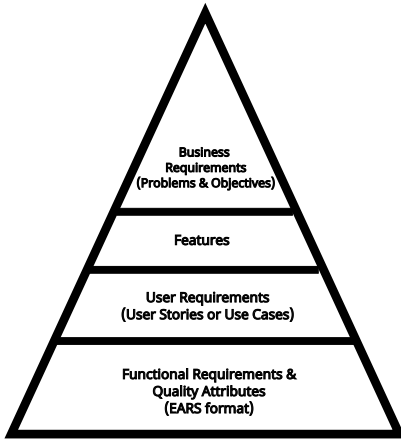 Business
Requirements
(Problems & Objectives)
Features
User Requirements
(User Stories or Use Cases)
Functional Requirements &
Quality Attributes
(EARS format)